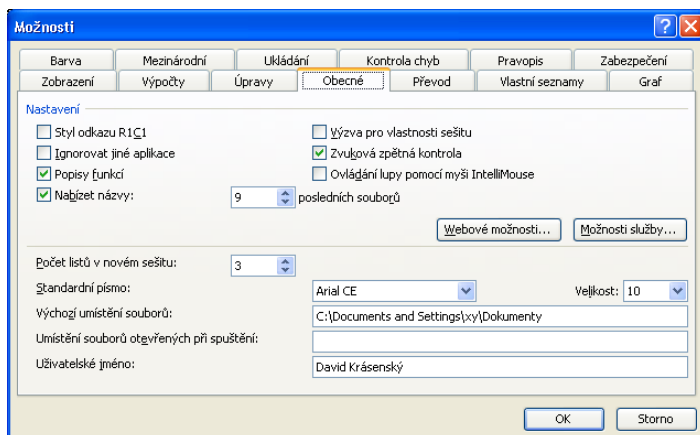 Možnosti
Barva Mezinárodní Ukládání Kontrola chyb Pravopis Zabezpečení
Zobrazení Výpočty Úpravy Obecné Převod Vlastní seznamy Graf
Nastavení
Styl odkazu R1C1 Výzva pro vlastnosti sešitu
Ignorovat jiné aplikace Zvuková zpětná kontrola
Popisy funkcí Ovládání lupy pomocí myši IntelliMouse
Nabízet názvy: 9 posledních souborů
Webové možnosti... Možnosti služby...
Počet listů v novém sešitu: 3
Standardní písmo: Arial CE Velikost: 10
Výchozí umístění souborů: C:\Documents and Settings\xy\Dokumenty
Umístění souborů otevřených při spuštění:
Uživatelské jméno: David Krásenský
OK Storno